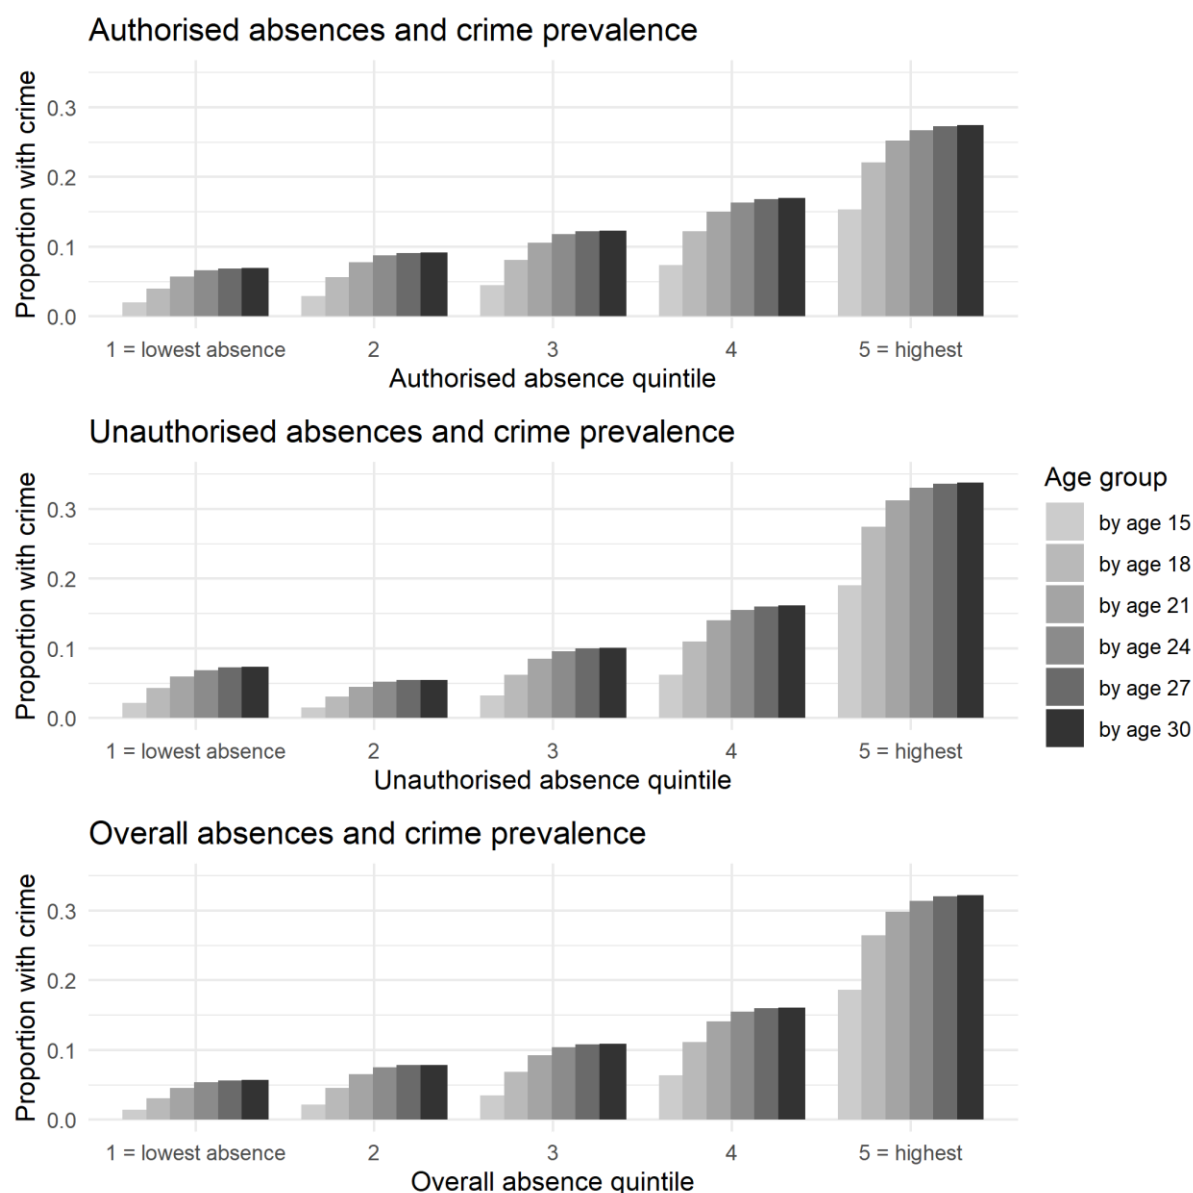 Authorised absences and crime prevalence
Proportion with crime
0.3
0.2
0.1
0.0
1 = lowest absence 2 3 4 5 = highest
Authorised absence quintile
Unauthorised absences and crime prevalence
Proportion with crime
0.3
0.2
0.1
0.0
1 = lowest absence 2 3 4 5 = highest
Unauthorised absence quintile
Age group
by age 15
by age 18
by age 21
by age 24
by age 27
by age 30
Overall absences and crime prevalence
Proportion with crime
0.3
0.2
0.1
0.0
1 = lowest absence 2 3 4 5 = highest
Overall absence quintile